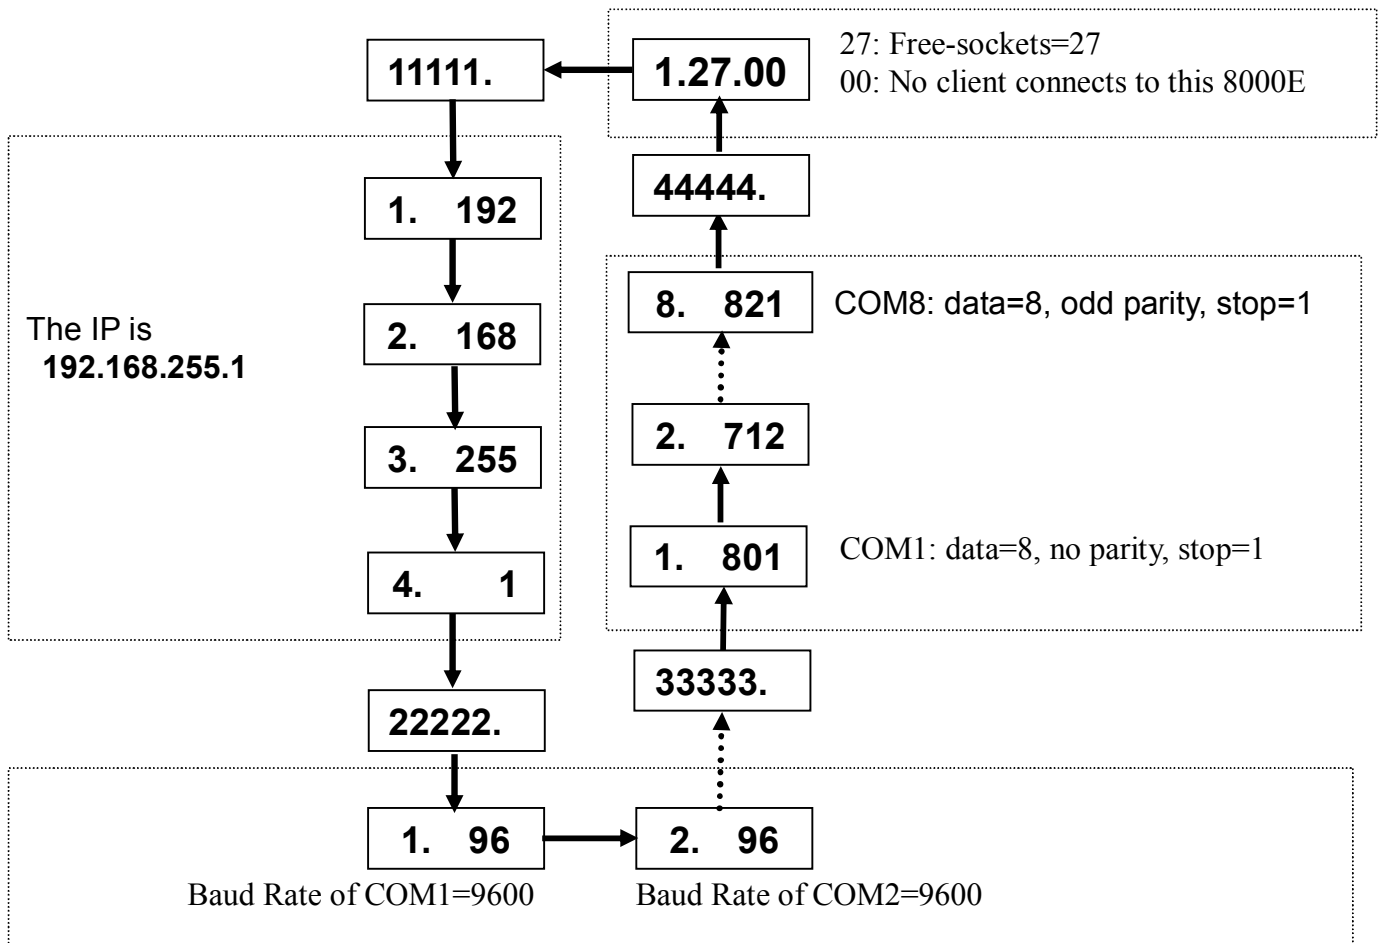 11111.
1.27.00
27: Free-sockets=27
00: No client connects to this 8000E
44444.
1. 192
8. 821
COM8: data=8, odd parity, stop=1
2. 168
The IP is
192.168.255.1
2. 712
3. 255
1. 801
COM1: data=8, no parity, stop=1
4. 1
33333.
22222.
1. 96
2. 96
Baud Rate of COM1=9600
Baud Rate of COM2=9600